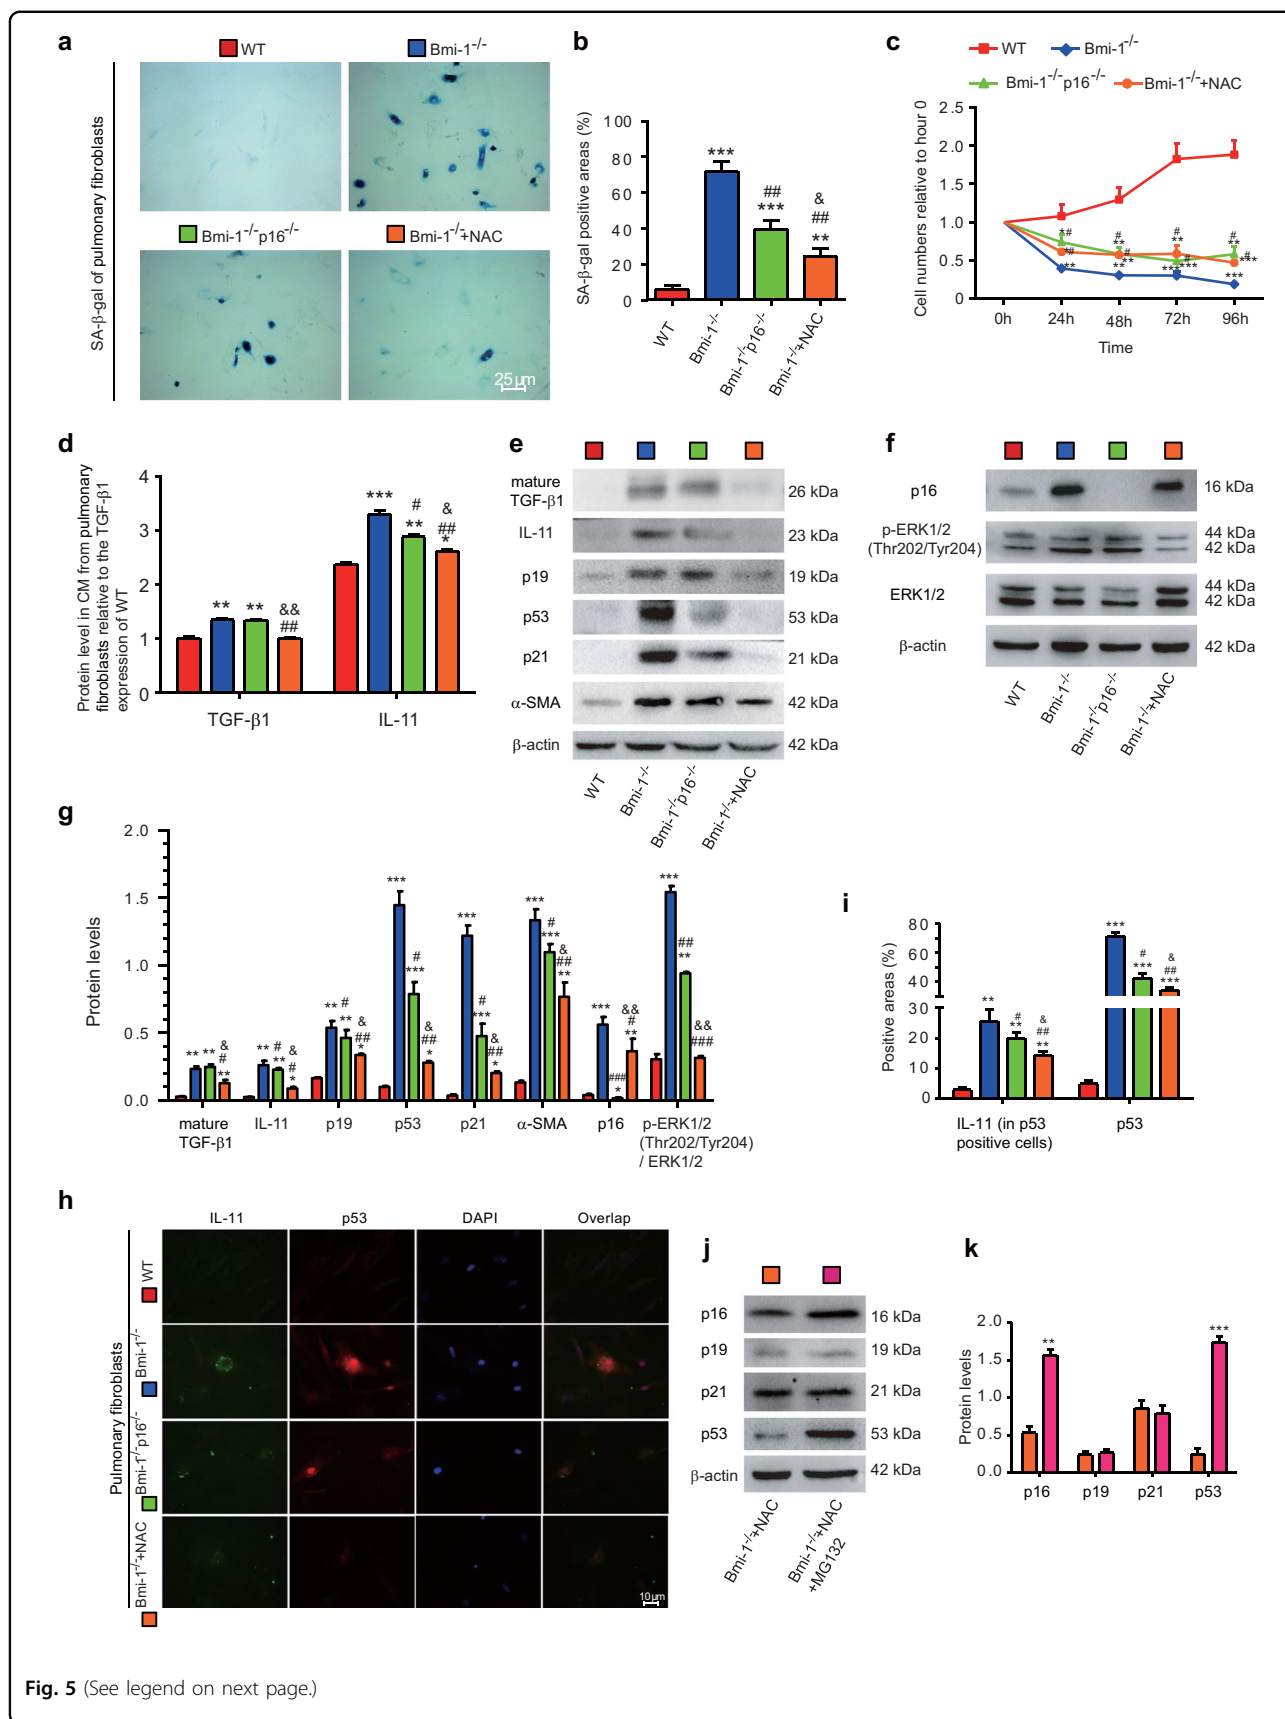 a
WT
Bmi-1-/-
SA-β-gal of pulmonary fibroblasts
Bmi-1-/-p16-/-
Bmi-1-/-+NAC
25 µm
b
SA-β-gal positive areas (%)
100
80
60
40
20
0
***
##
***
&
##
**
WT
Bmi-1-/-
Bmi-1-/-p16-/-
Bmi-1-/-+NAC
c
WT
Bmi-1-/-
Bmi-1-/-p16-/-
Bmi-1-/-+NAC
Cell numbers relative to hour 0
2.5
2.0
1.5
1.0
0.5
0
0h
24h
48h
72h
96h
Time
d
Protein level in CM from pulmonary
fibroblasts relative to the TGF-β1
expression of WT
4
3
2
1
0
**
**
&&
##
***
#
**
&
##
*
TGF-β1
IL-11
e
mature
TGF-β1
26 kDa
IL-11
23 kDa
p19
19 kDa
p53
53 kDa
p21
21 kDa
α-SMA
42 kDa
β-actin
42 kDa
WT
Bmi-1-/-
Bmi-1-/-p16-/-
Bmi-1-/-+NAC
f
p16
16 kDa
p-ERK1/2
(Thr202/Tyr204)
44 kDa
42 kDa
ERK1/2
44 kDa
42 kDa
β-actin
42 kDa
WT
Bmi-1-/-
Bmi-1-/-p16-/-
Bmi-1-/-+NAC
g
Protein levels
2.0
1.5
1.0
0.5
0
** ** & # **
** # ** & # *
** # ** & ## *
*** # *** & ## *
*** # *** & ## *
*** # *** & ## **
*** ### * && # **
*** ## ** && ###
mature
TGF-β1
IL-11
p19
p53
p21
α-SMA
p16
p-ERK1/2
(Thr202/Tyr204)
/ ERK1/2
i
Positive areas (%)
80
60
40
30
20
10
0
** # ** & ## **
*** # *** & ## ***
IL-11 (in p53
positive cells)
p53
h
IL-11
p53
DAPI
Overlap
Pulmonary fibroblasts
WT
Bmi-1-/-
Bmi-1-/-p16-/-
Bmi-1-/-+NAC
10µm
j
p16
16 kDa
p19
19 kDa
p21
21 kDa
p53
53 kDa
β-actin
42 kDa
Bmi-1-/-+NAC
Bmi-1-/-+NAC
+MG132
k
Protein levels
2.0
1.5
1.0
0.5
0.0
**
***
p16
p19
p21
p53
Fig. 5 (See legend on next page.)